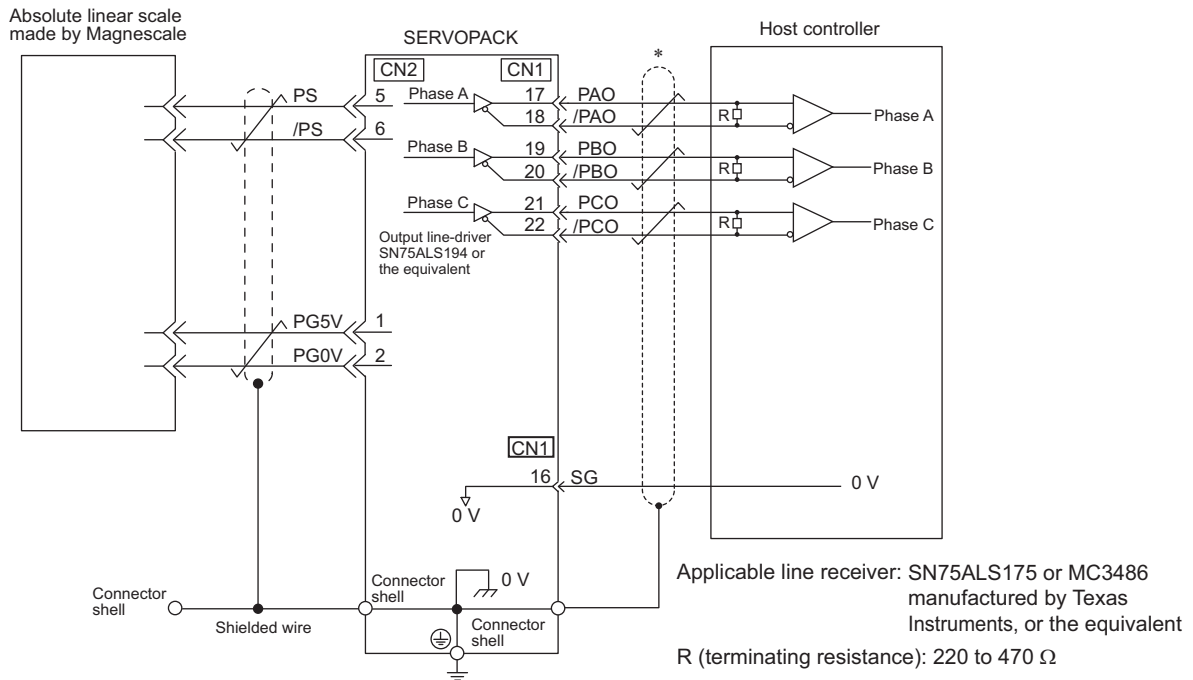 Absolute linear scale
made by Magnescale
SERVOPACK
Host controller
*
CN2
CN1
PS
5
Phase A
17
PAO
18
/PAO
R
Phase A
/PS
6
Phase B
19
PBO
20
/PBO
R
Phase B
Phase C
21
PCO
22
/PCO
R
Phase C
Output line-driver
SN75ALS194 or
the equivalent
PG5V
1
PG0V
2
CN1
16
SG
0 V
0 V
Connector
shell
Shielded wire
Connector
shell
0 V
Connector
shell
Applicable line receiver: SN75ALS175 or MC3486
manufactured by Texas
Instruments, or the equivalent
R (terminating resistance): 220 to 470 Ω